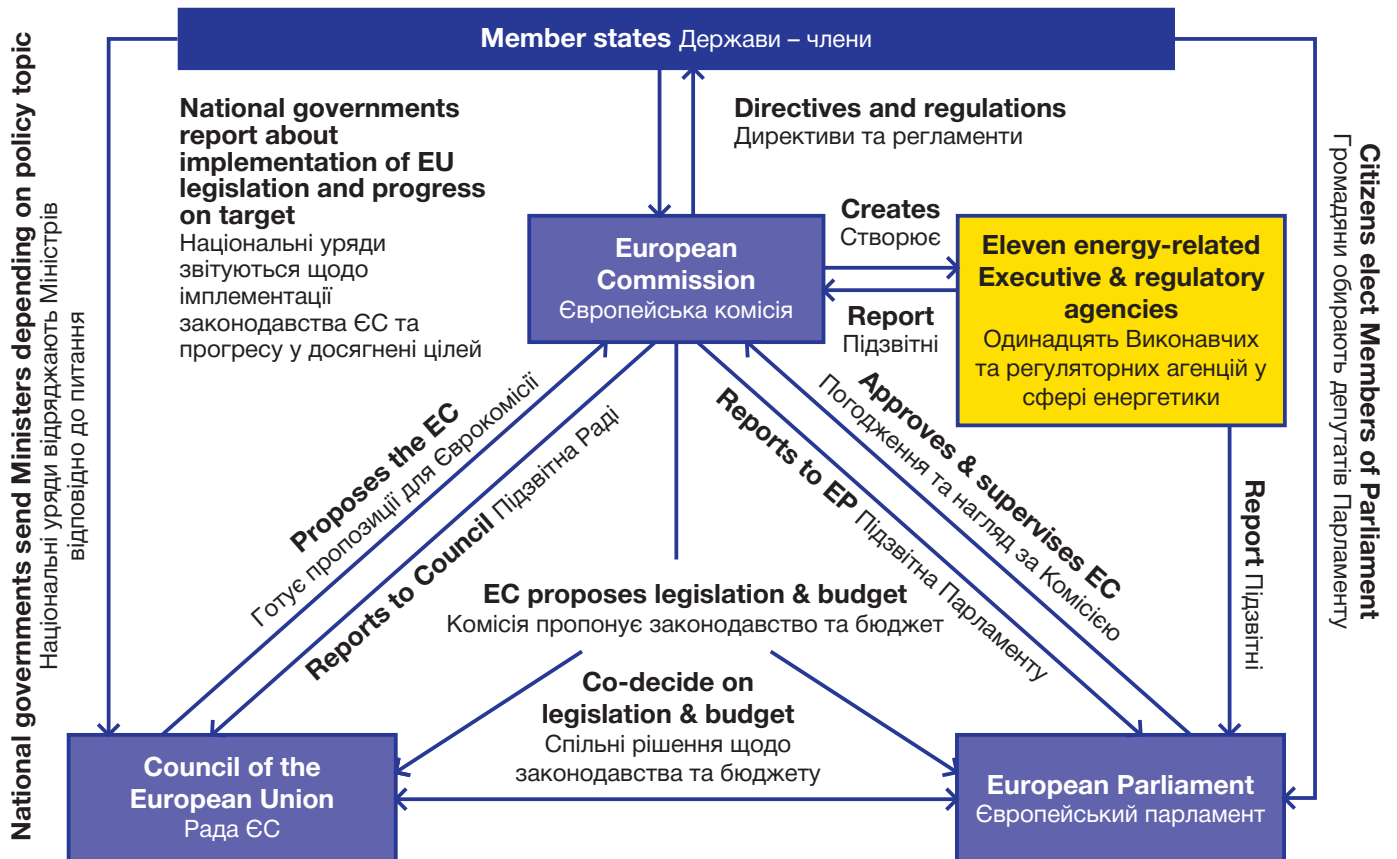 Member states Держави – члени
National governments send Ministers depending on policy topic
Національні уряди відряджають Міністрів
відповідно до питання
National governments
report about
implementation of EU
legislation and progress
on target
Національні уряди
звітуються щодо
імплементації
законодавства ЄС та
прогресу у досягнені цілей
Directives and regulations
Директиви та регламенти
Citizens elect Members of Parliament
Громадяни обирають депутатів Парламенту
European
Commission
Європейська комісія
Creates
Створює
Report
Підзвітні
Eleven energy-related
Executive & regulatory
agencies
Одинадцять Виконавчих
та регуляторних агенцій у
сфері енергетики
Proposes the EC
Готує пропозиції для Єврокомісії
Reports to Council Підзвітна Раді
Reports to EP Підзвітна Парламенту
Approves & supervises EC
Погодження та нагляд за Комісією
Report Підзвітні
EC proposes legislation & budget
Комісія пропонує законодавство та бюджет
Co-decide on
legislation & budget
Спільні рішення щодо
законодавства та бюджету
Council of the
European Union
Рада ЄС
European Parliament
Європейський парламент